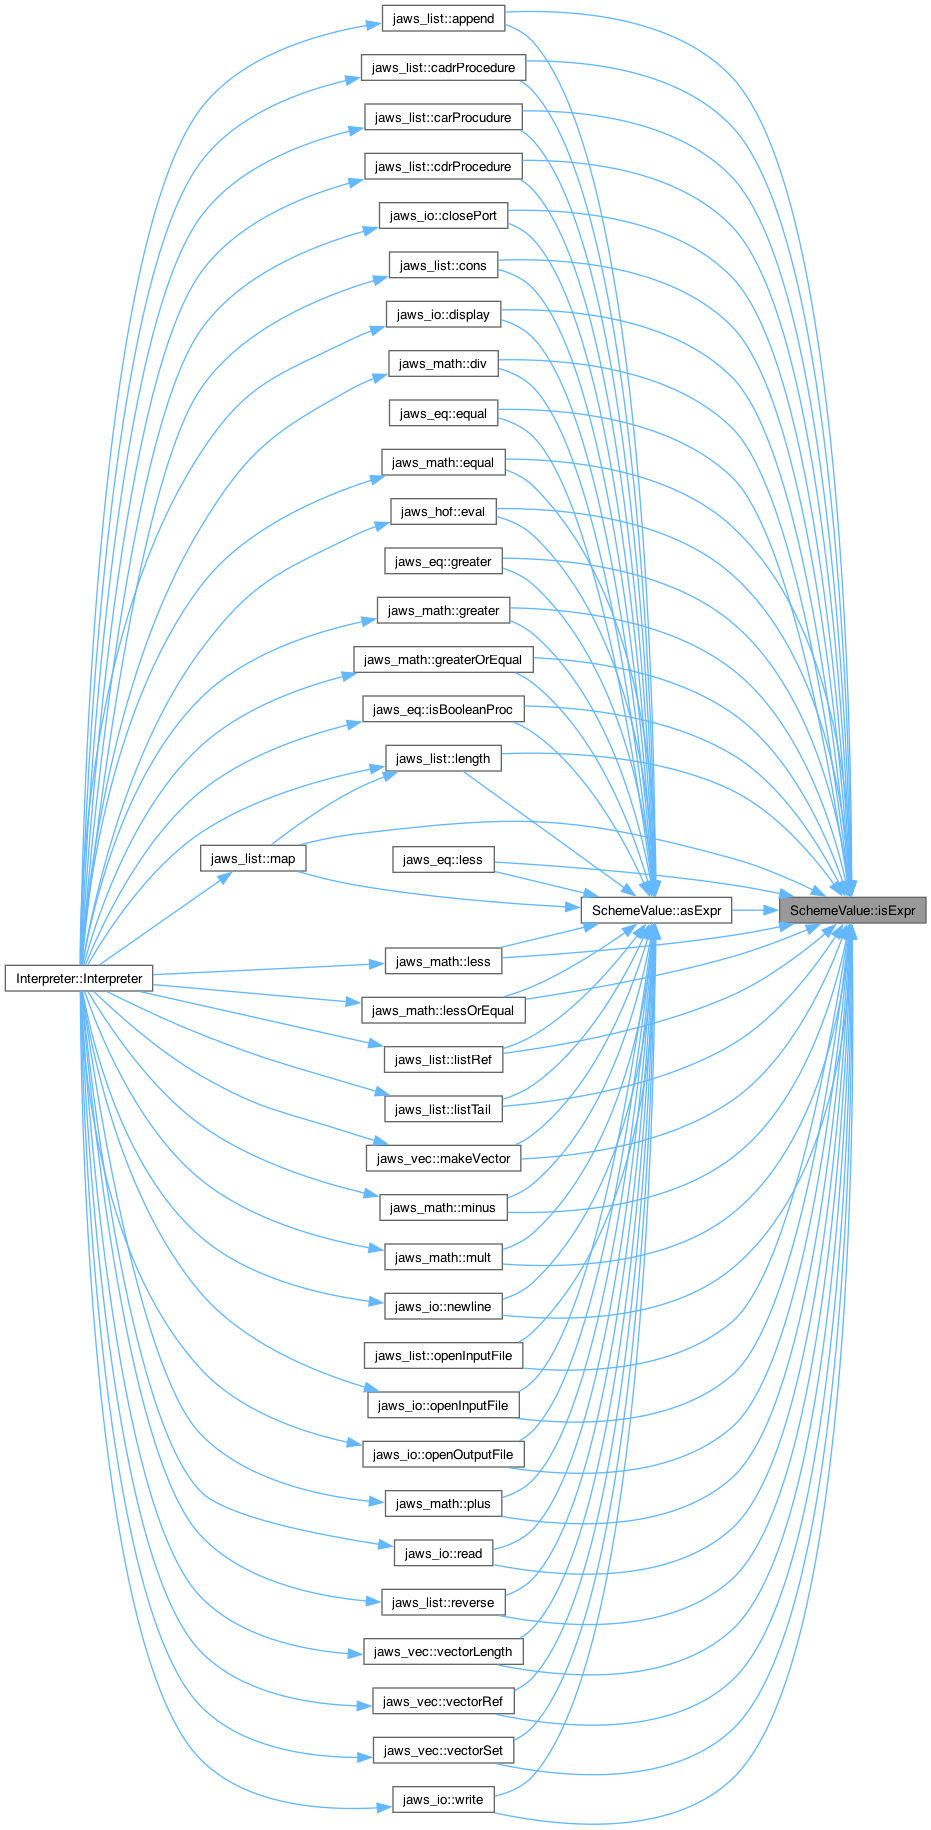 jaws_list::append
jaws_list::cadrProcedure
jaws_list::carProcudure
jaws_list::cdrProcedure
jaws_io::closePort
jaws_list::cons
jaws_io::display
jaws_math::div
jaws_eq::equal
jaws_math::equal
jaws_hof::eval
jaws_eq::greater
jaws_math::greater
jaws_math::greaterOrEqual
jaws_eq::isBooleanProc
jaws_list::length
jaws_list::map
jaws_eq::less
SchemeValue::asExpr
SchemeValue::isExpr
jaws_math::less
Interpreter::Interpreter
jaws_math::lessOrEqual
jaws_list::listRef
jaws_list::listTail
jaws_vec::makeVector
jaws_math::minus
jaws_math::mult
jaws_io::newline
jaws_list::openInputFile
jaws_io::openInputFile
jaws_io::openOutputFile
jaws_math::plus
jaws_io::read
jaws_list::reverse
jaws_vec::vectorLength
jaws_vec::vectorRef
jaws_vec::vectorSet
jaws_io::write